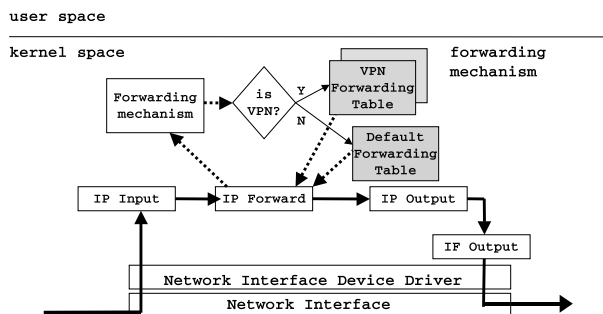 user space
kernel space
forwarding
mechanism
Forwarding
mechanism
is
VPN?
Y
N
VPN
Forwarding
Table
Default
Forwarding
Table
IP Input
IP Forward
IP Output
IF Output
Network Interface Device Driver
Network Interface